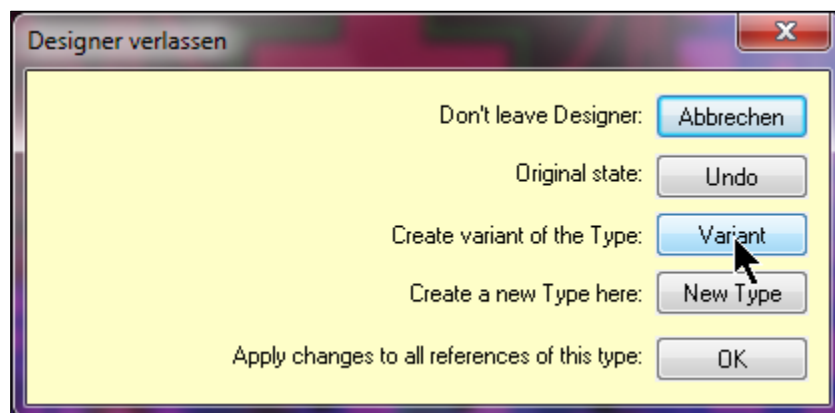 Designer verlassen
x
Don't leave Designer: Abbrechen
Original state: Undo
Create variant of the Type: Variant
Create a new Type here: New Type
Apply changes to all references of this type: OK